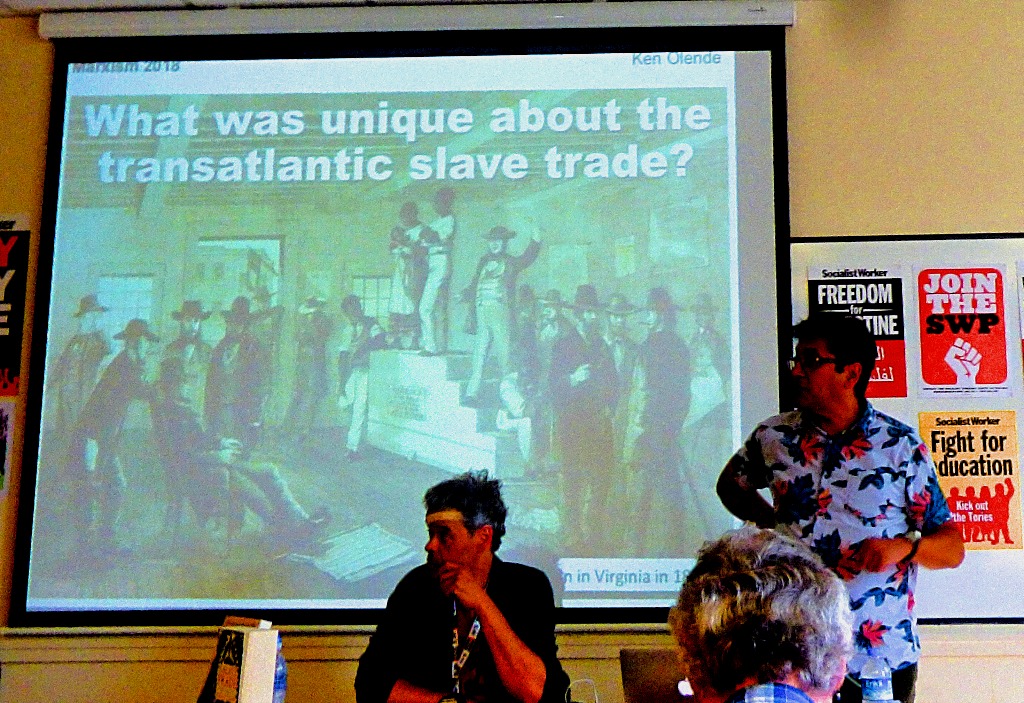 Marxism 2018
Ken Olende
What was unique about the
transatlantic slave trade?
n in Virginia in
Socialist Worker
FREEDOM
for
TINE
JOIN
THE
SWP
Socialist Worker
Fight for
ducation
Kick out
the Tories